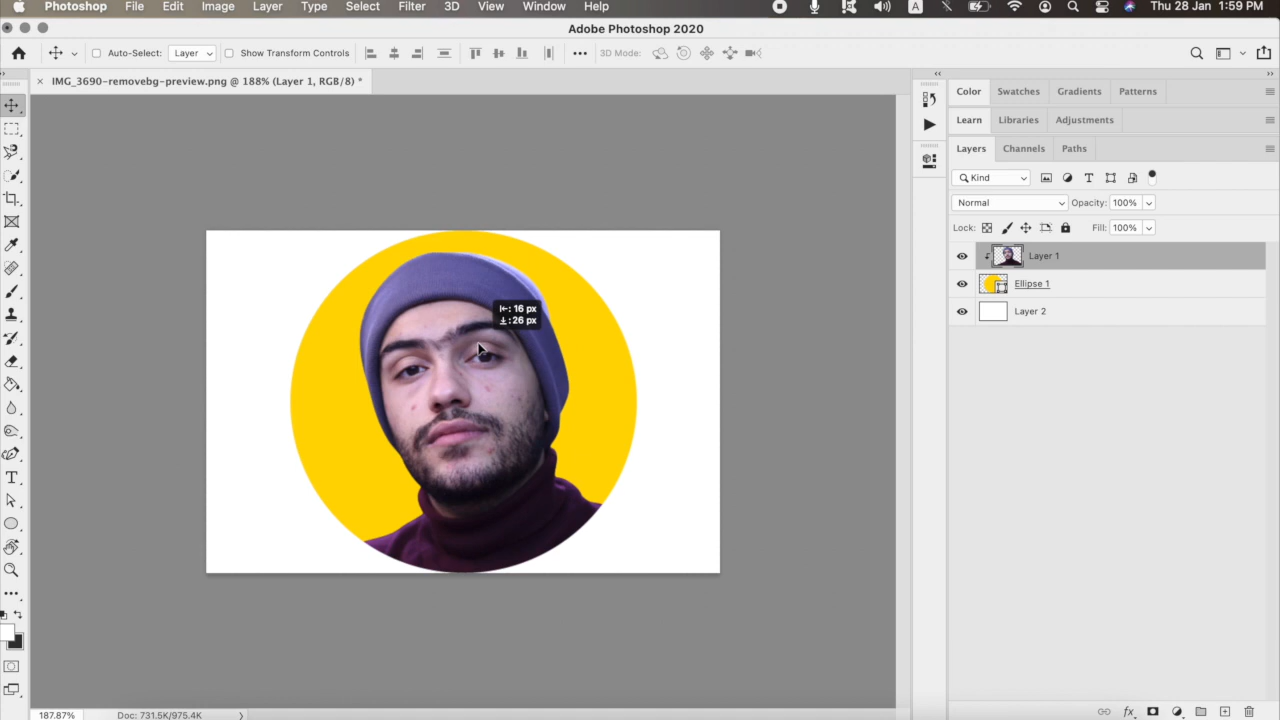 Photoshop File Edit Image Layer Type Select Filter 3D View Window Help A Thu 28 Jan 1:59 PM
Adobe Photoshop 2020
Auto-Select: Layer Show Transform Controls 3D Mode:
IMG_3690-removebg-preview.png @ 188% (Layer 1, RGB/8) *
Color Swatches Gradients Patterns
Learn Libraries Adjustments
Layers Channels Paths
Kind
Normal Opacity: 100%
Lock: Fill: 100%
Layer 1
Ellipse 1
Layer 2
: 16 px
: 26 px
187.87% Doc: 731.5K/975.4K